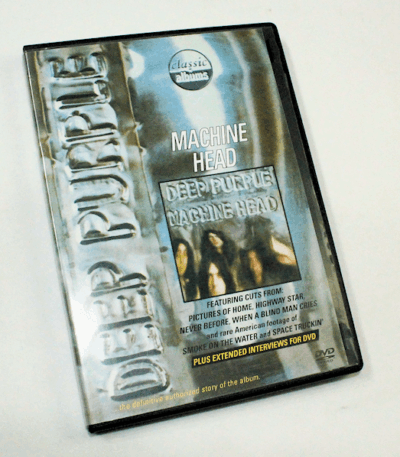 classic
albums
DEEP PURPLE
MACHINE
HEAD
DEEP PURPLE
MACHINE HEAD
FEATURING CUTS FROM:
PICTURES OF HOME, HIGHWAY STAR,
NEVER BEFORE, WHEN A BLIND MAN CRIES
and rare American footage of
SMOKE ON THE WATER and SPACE TRUCKIN'
PLUS EXTENDED INTERVIEWS FOR DVD
DVD
the definitive authorized story of the album.